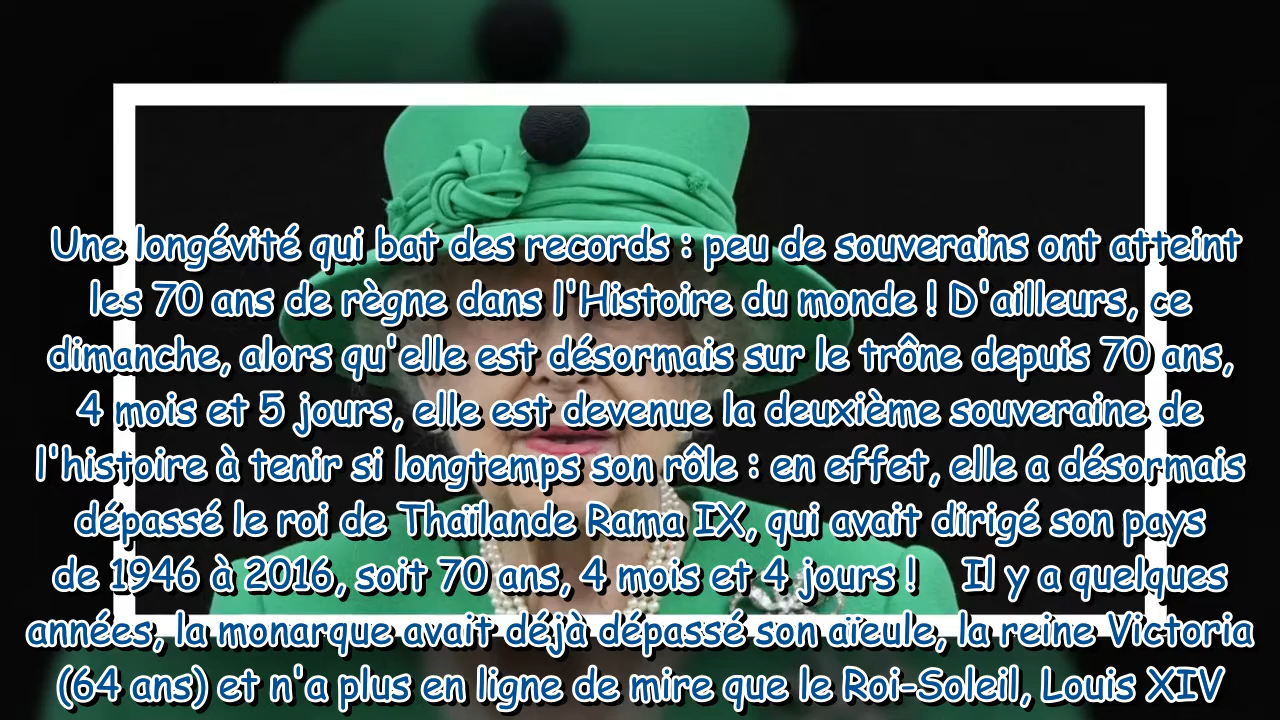 Une longévité qui bat des records : peu de souverains ont atteint
les 70 ans de règne dans l'Histoire du monde ! D'ailleurs, ce
dimanche, alors qu'elle est désormais sur le trône depuis 70 ans,
4 mois et 5 jours, elle est devenue la deuxième souveraine de
l'histoire à tenir si longtemps son rôle : en effet, elle a désormais
dépassé le roi de Thaïlande Rama IX, qui avait dirigé son pays
de 1946 à 2016, soit 70 ans, 4 mois et 4 jours ! Il y a quelques
années, la monarque avait déjà dépassé son aïeule, la reine Victoria
(64 ans) et n'a plus en ligne de mire que le Roi-Soleil, Louis XIV